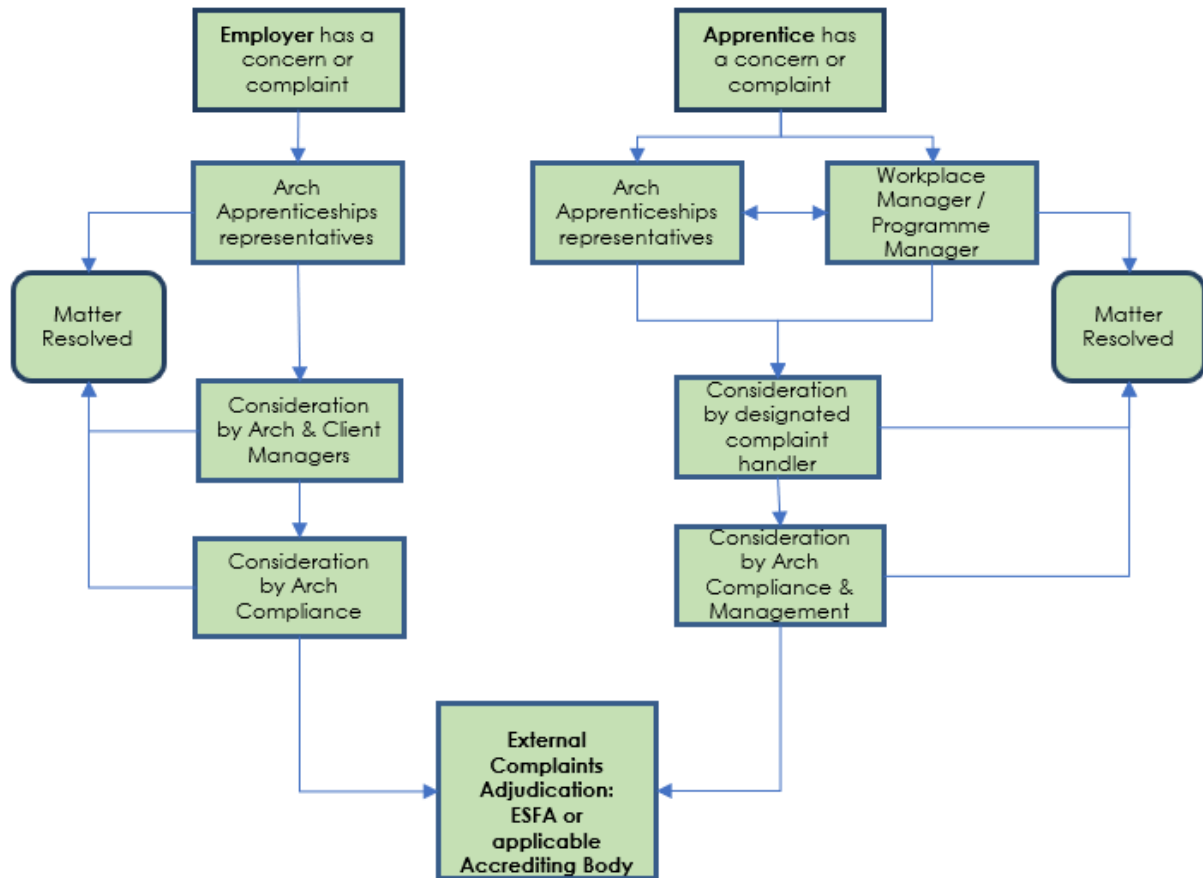 Employer has a
concern or
complaint
Apprentice has
a concern or
complaint
Arch
Apprenticeships
representatives
Arch
Apprenticeships
representatives
Workplace
Manager /
Programme
Manager
Matter
Resolved
Matter
Resolved
Consideration
by Arch & Client
Managers
Consideration
by designated
complaint
handler
Consideration
by Arch
Compliance
Consideration
by Arch
Compliance &
Management
External
Complaints
Adjudication:
ESFA or
applicable
Accrediting Body